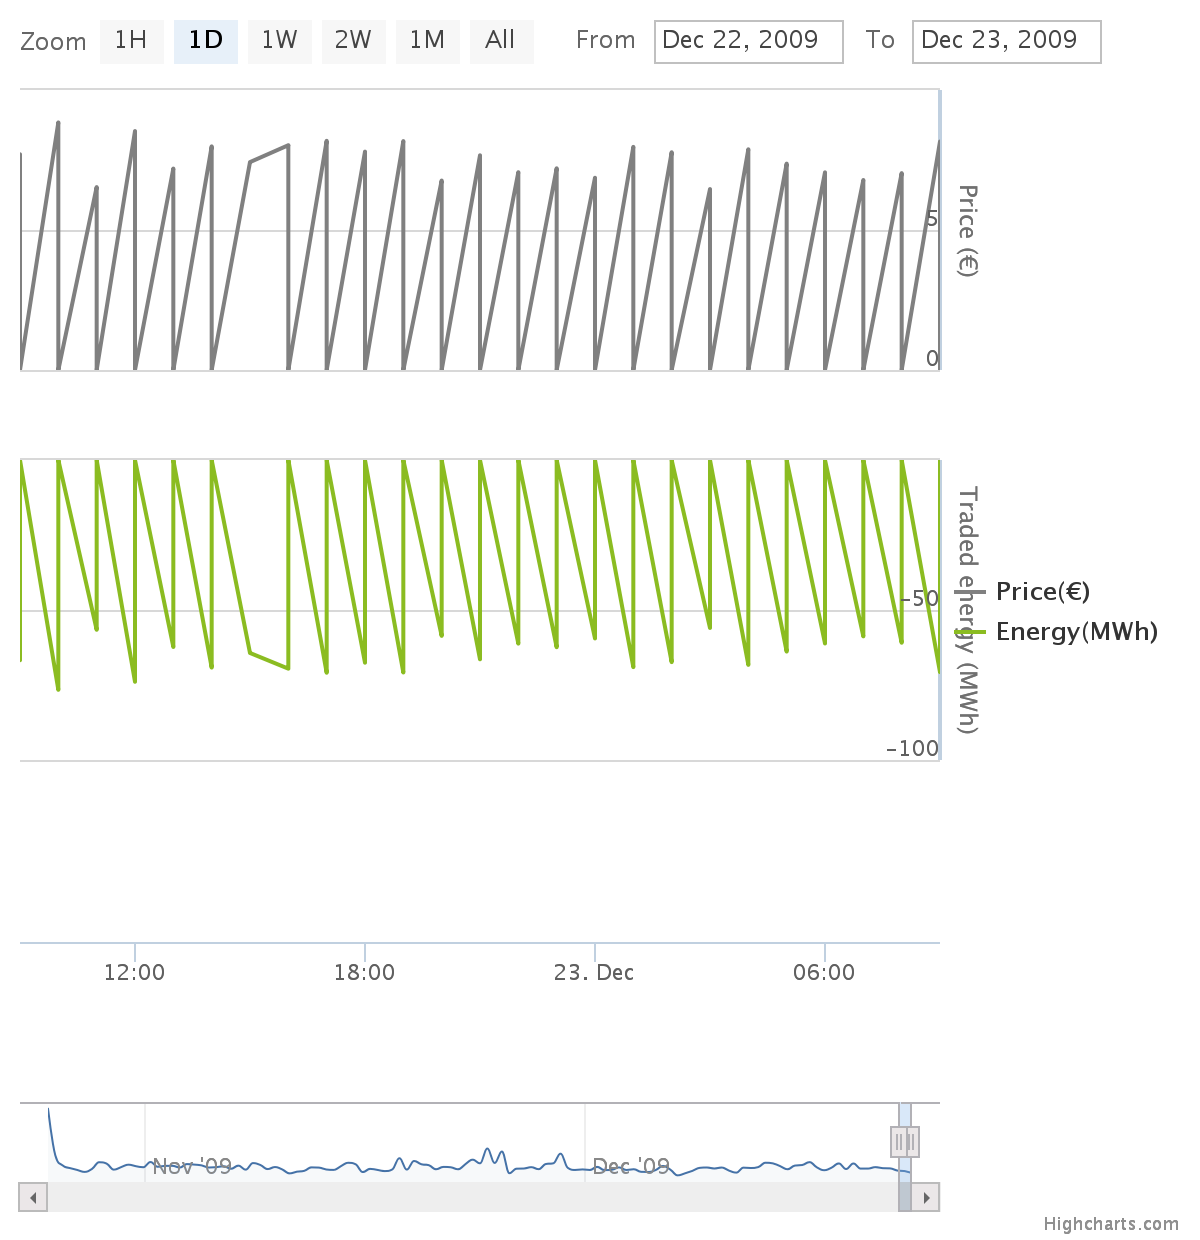 Zoom 1H 1D 1W 2W 1M All From Dec 22, 2009 To Dec 23, 2009
5
0
Price (€)
-50
-100
Traded energy (MWh)
Price(€)
Energy(MWh)
12:00 18:00 23. Dec 06:00
Nov '09 Dec '09
Highcharts.com